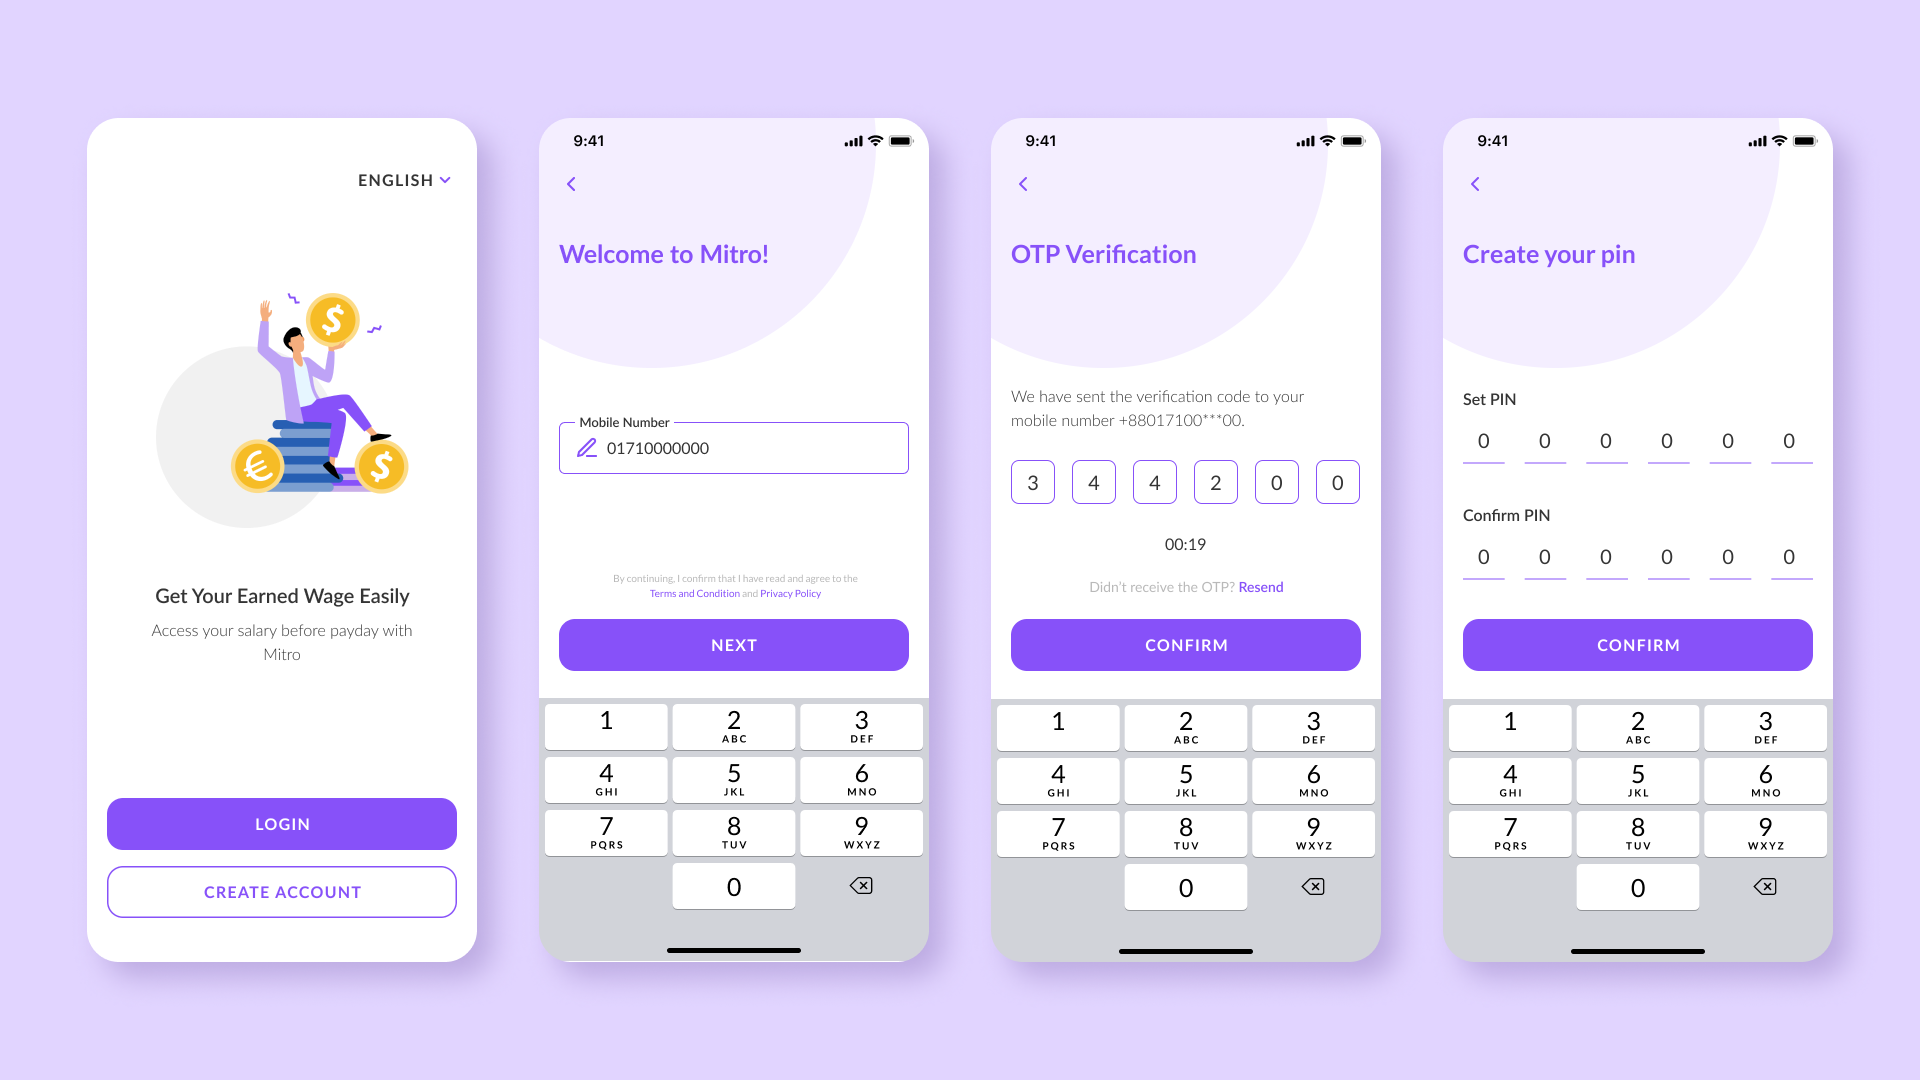 ENGLISH
$
€
$
Get Your Earned Wage Easily
Access your salary before payday with
Mitro
LOGIN
CREATE ACCOUNT
9:41
Welcome to Mitro!
Mobile Number
01710000000
By continuing, I confirm that I have read and agree to the
Terms and Condition and Privacy Policy
NEXT
1 2 3
ABC DEF
4 5 6
GHI JKL MNO
7 8 9
PQRS TUV WXYZ
0
9:41
OTP Verification
We have sent the verification code to your
mobile number +88017100***00.
3 4 4 2 0 0
00:19
Didn't receive the OTP? Resend
CONFIRM
1 2 3
ABC DEF
4 5 6
GHI JKL MNO
7 8 9
PQRS TUV WXYZ
0
9:41
Create your pin
Set PIN
0 0 0 0 0 0
Confirm PIN
0 0 0 0 0 0
CONFIRM
1 2 3
ABC DEF
4 5 6
GHI JKL MNO
7 8 9
PQRS TUV WXYZ
0